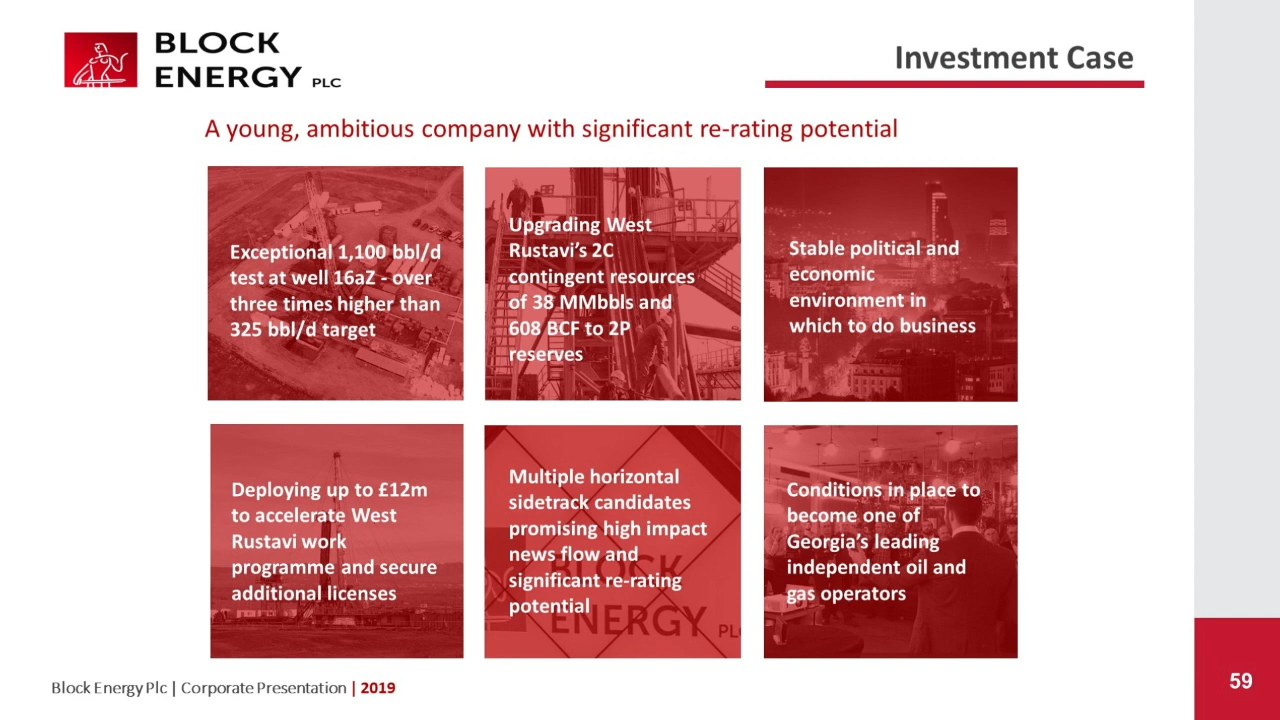 BLOCK
ENERGY PLC
Investment Case
A young, ambitious company with significant re-rating potential
Exceptional 1,100 bbl/d
test at well 16aZ - over
three times higher than
325 bbl/d target
Upgrading West
Rustavi’s 2C
contingent resources
of 38 MMbbls and
608 BCF to 2P
reserves
Stable political and
economic
environment in
which to do business
Deploying up to £12m
to accelerate West
Rustavi work
programme and secure
additional licenses
Multiple horizontal
sidetrack candidates
promising high impact
news flow and
significant re-rating
potential
BLOCK
ENERGY PLC
Conditions in place to
become one of
Georgia’s leading
independent oil and
gas operators
Block Energy Plc | Corporate Presentation | 2019
59